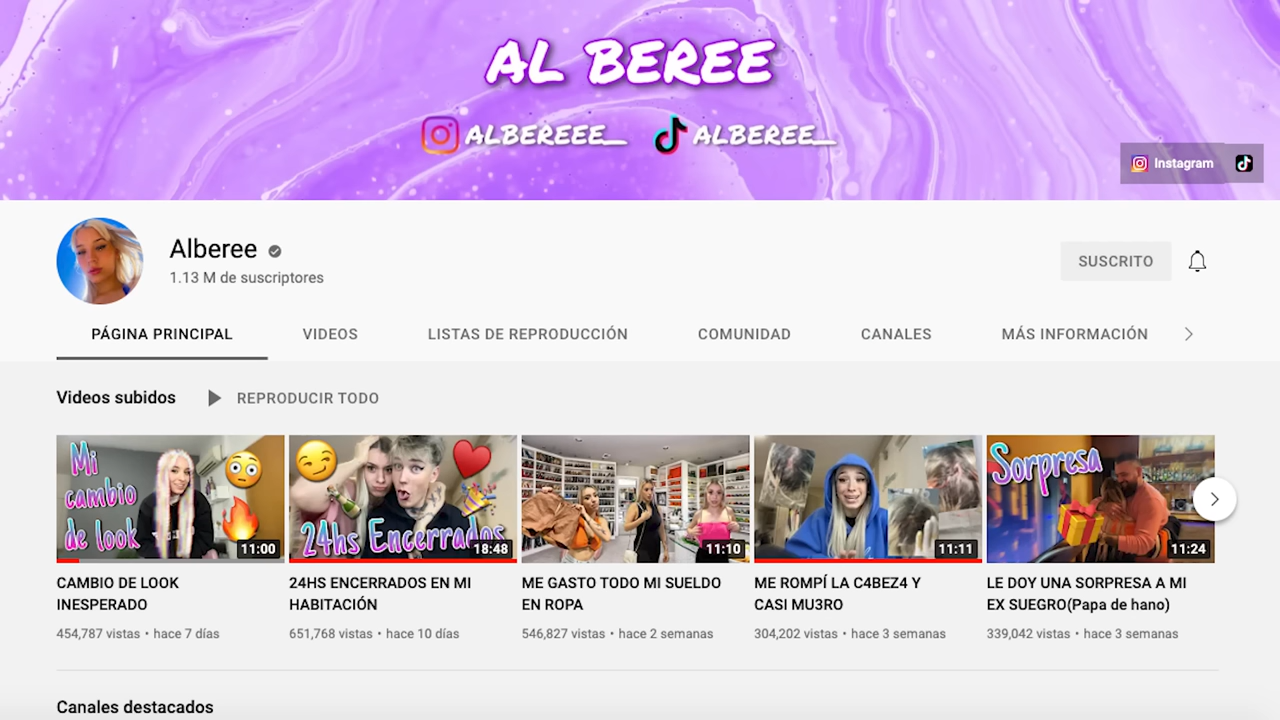 AL BEREE
ALBEREEE__ ALBEREE__
Instagram
Alberee
1.13 M de suscriptores
SUSCRITO
PÁGINA PRINCIPAL VIDEOS LISTAS DE REPRODUCCIÓN COMUNIDAD CANALES MÁS INFORMACIÓN
Videos subidos REPRODUCIR TODO
Mi
cambio
de look
11:00
24hs Encerrados
18:48
11:10
11:11
Sorpresa
11:24
CAMBIO DE LOOK
INESPERADO
454,787 vistas • hace 7 días
24HS ENCERRADOS EN MI
HABITACIÓN
651,768 vistas • hace 10 días
ME GASTO TODO MI SUELDO
EN ROPA
546,827 vistas • hace 2 semanas
ME ROMPÍ LA C4BEZ4 Y
CASI MU3RO
304,202 vistas • hace 3 semanas
LE DOY UNA SORPRESA A MI
EX SUEGRO(Papa de hano)
339,042 vistas • hace 3 semanas
Canales destacados